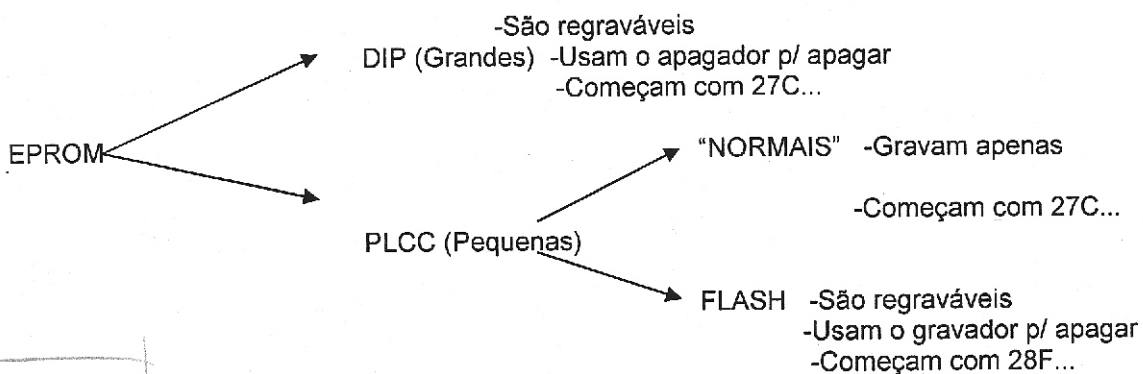 -São regraváveis
DIP (Grandes) -Usam o apagador p/ apagar
-Começam com 27C...
EPROM
"NORMAIS" -Gravam apenas
-Começam com 27C...
PLCC (Pequenas)
FLASH -São regraváveis
-Usam o gravador p/ apagar
-Começam com 28F...